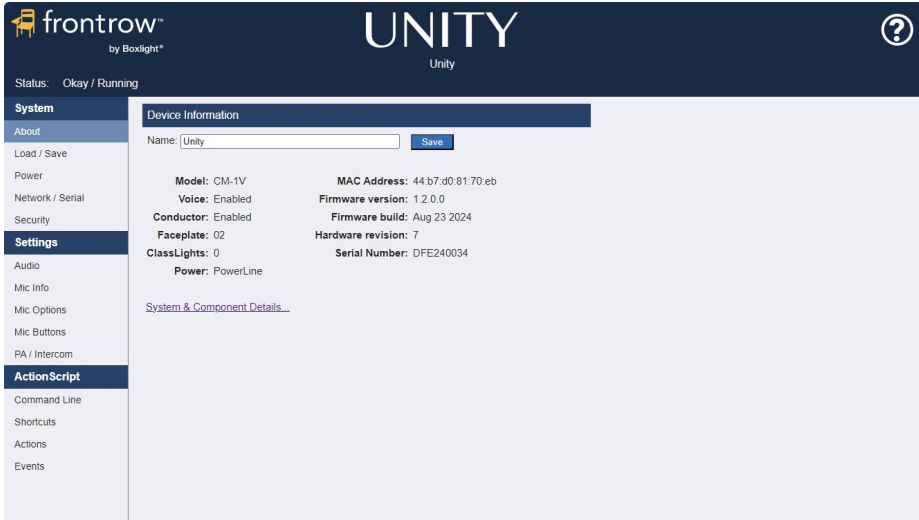 frontrow™
by Boxlight®
UNITY
Unity
?
Status: Okay / Running
System
About
Load / Save
Power
Network / Serial
Security
Settings
Audio
Mic Info
Mic Options
Mic Buttons
PA / Intercom
ActionScript
Command Line
Shortcuts
Actions
Events
Device Information
Name: Unity Save
Model: CM-1V MAC Address: 44:b7:d0:81:70:eb
Voice: Enabled Firmware version: 1.2.0.0
Conductor: Enabled Firmware build: Aug 23 2024
Faceplate: 02 Hardware revision: 7
ClassLights: 0 Serial Number: DFE240034
Power: PowerLine
System & Component Details...